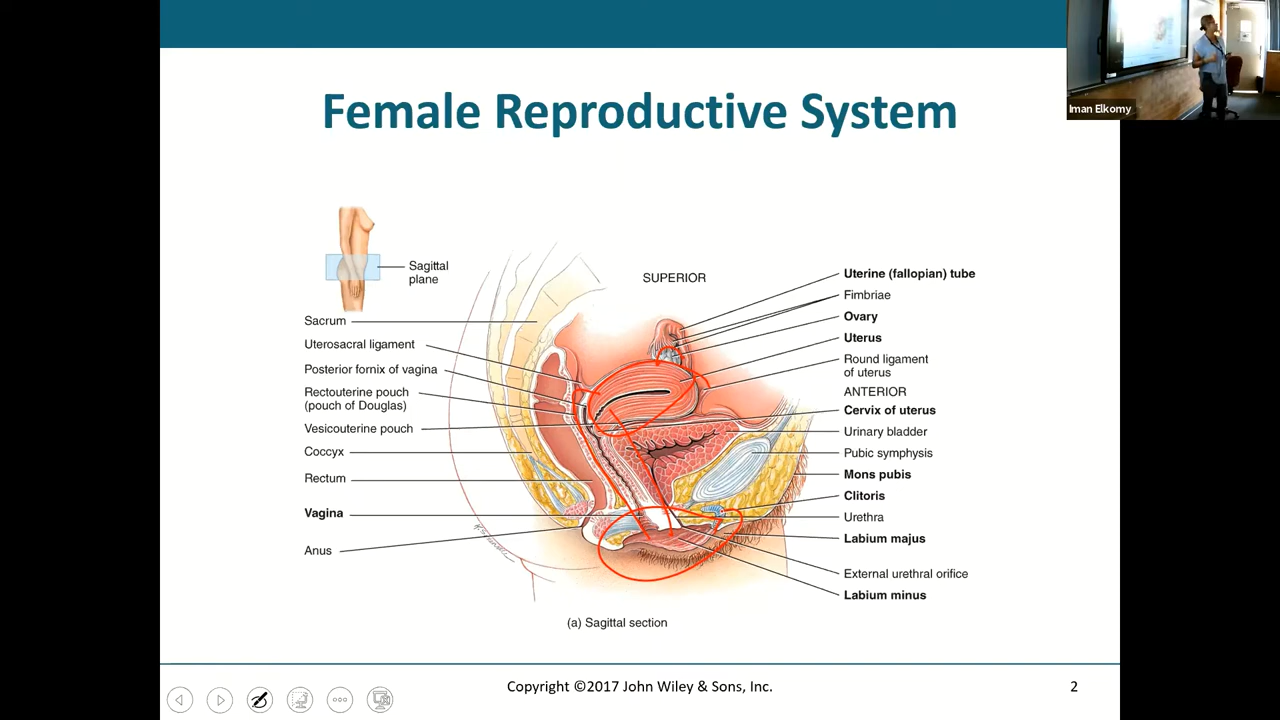 Iman Elkomy
Female Reproductive System
Sagittal
plane
SUPERIOR
Sacrum
Uterosacral ligament
Posterior fornix of vagina
Rectouterine pouch
(pouch of Douglas)
Vesicouterine pouch
Coccyx
Rectum
Vagina
Anus
Uterine (fallopian) tube
Fimbriae
Ovary
Uterus
Round ligament
of uterus
ANTERIOR
Cervix of uterus
Urinary bladder
Pubic symphysis
Mons pubis
Clitoris
Urethra
Labium majus
External urethral orifice
Labium minus
(a) Sagittal section
Copyright ©2017 John Wiley & Sons, Inc.
2